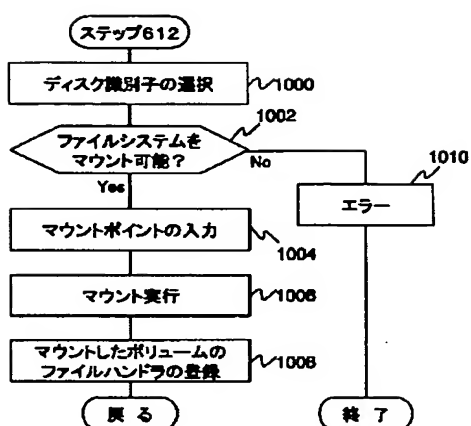 ステップ612
ディスク識別子の選択
1000
1002
ファイルシステムを
マウント可能?
No
Yes
1010
エラー
マウントポイントの入力
1004
マウント実行
1006
マウントしたボリュームの
ファイルハンドラの登録
1008
戻る
終了